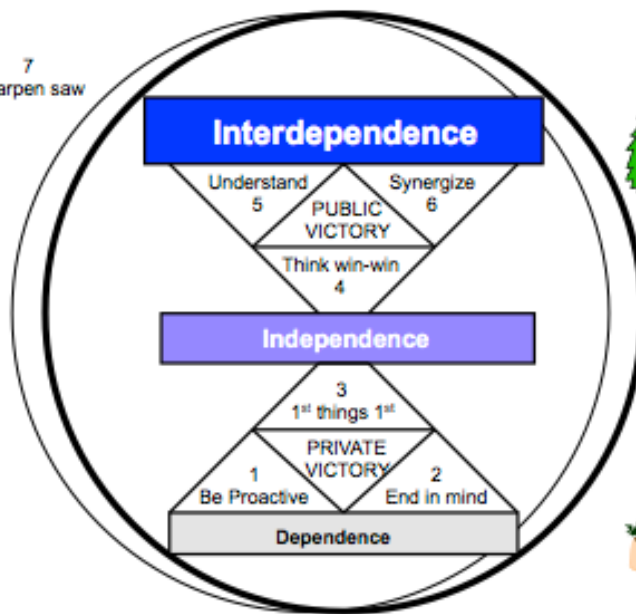 7
arpen saw
Interdependence
Understand
5
Synergize
6
PUBLIC
VICTORY
Think win-win
4
Independence
3
1st things 1st
PRIVATE
VICTORY
1
Be Proactive
2
End in mind
Dependence